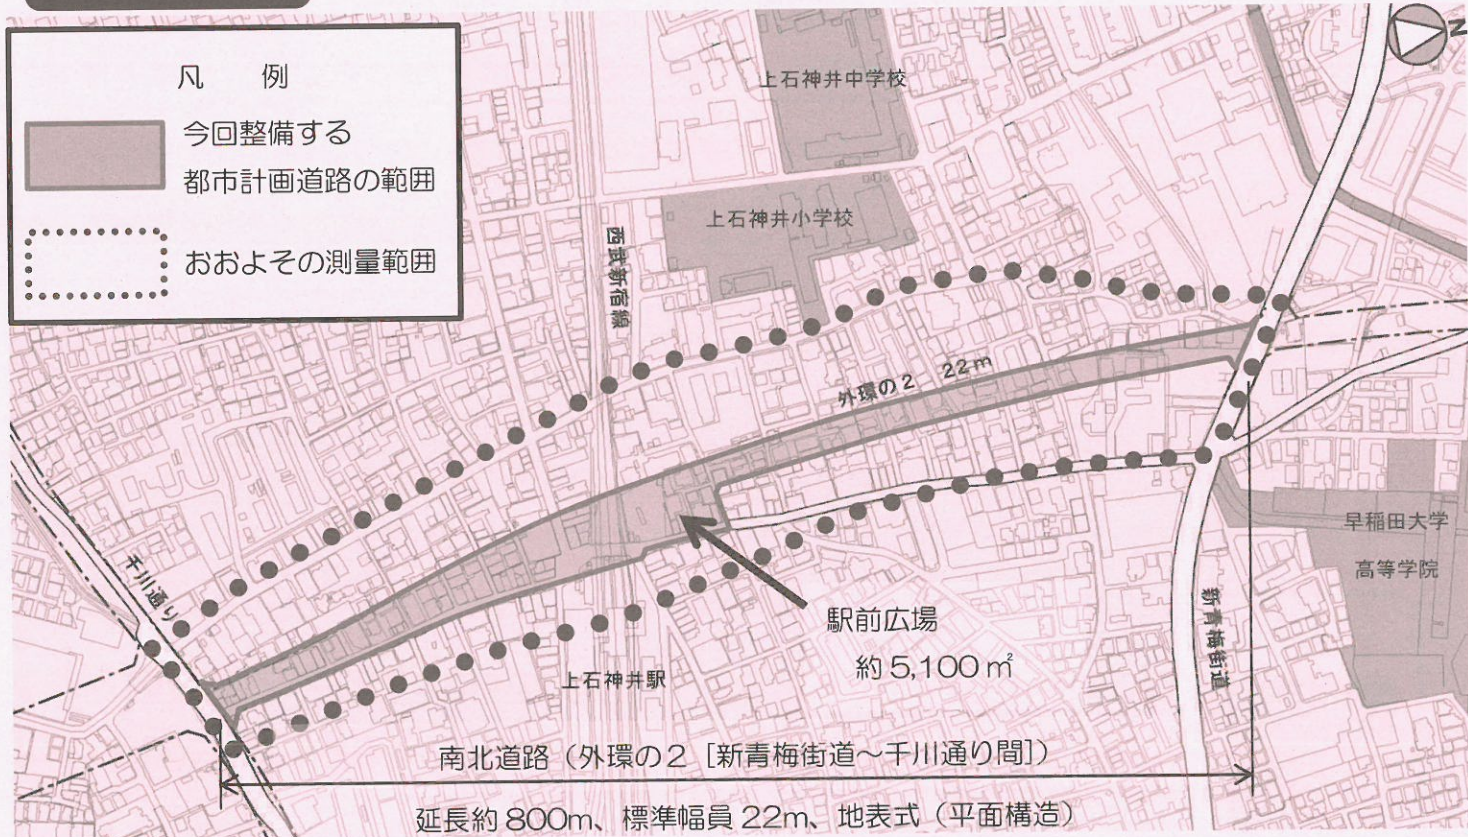 凡 例
今回整備する
都市計画道路の範囲
おおよその測量範囲
N
上石神井中学校
上石神井小学校
西武新宿線
外環の2 22m
千川通り
早稲田大学
高等学院
駅前広場
約5,100㎡
新青梅街道
上石神井駅
南北道路（外環の2［新青梅街道～千川通り間］）
延長約800m、標準幅員22m、地表式（平面構造）